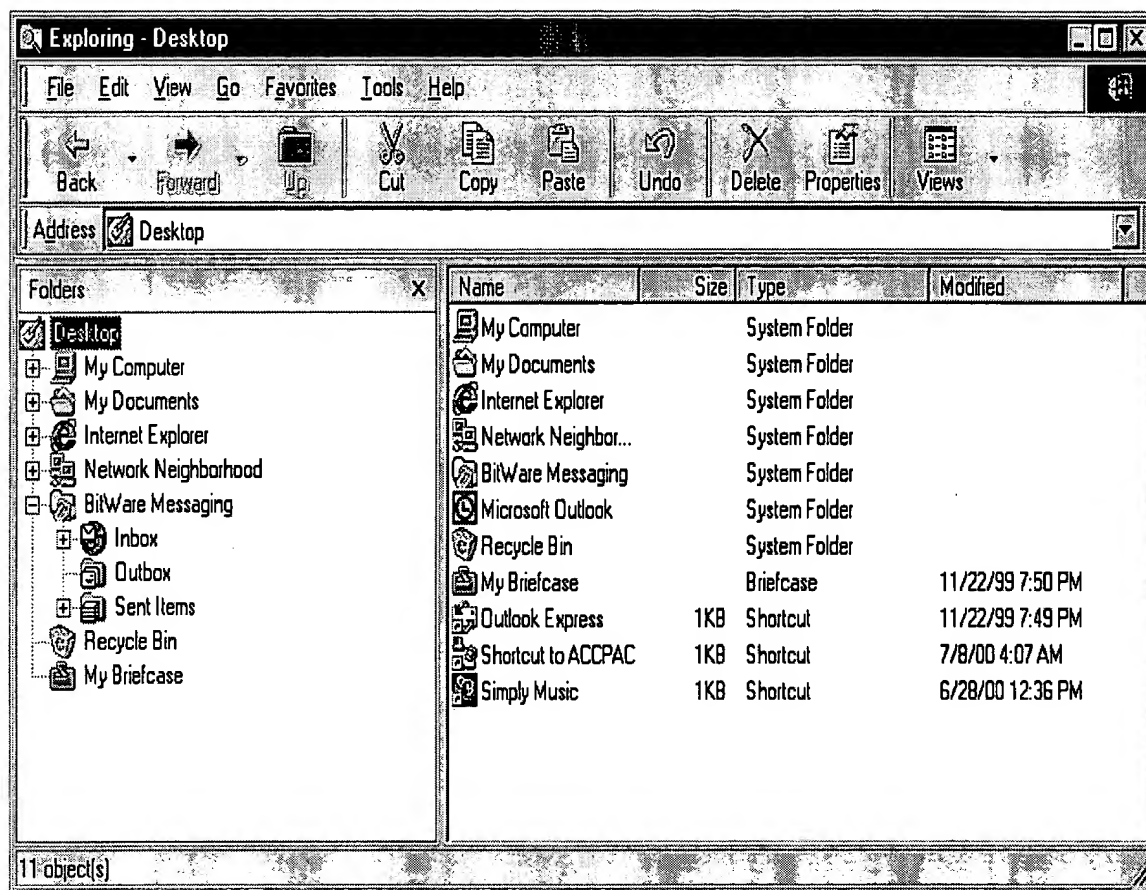 Exploring - Desktop
File Edit View Go Favorites Tools Help
Back Forward Up Cut Copy Paste Undo Delete Properties Views
Address Desktop
Folders X
Desktop
My Computer
My Documents
Internet Explorer
Network Neighborhood
BitWare Messaging
Inbox
Outbox
Sent Items
Recycle Bin
My Briefcase
Name Size Type Modified
My Computer System Folder
My Documents System Folder
Internet Explorer System Folder
Network Neighbor... System Folder
BitWare Messaging System Folder
Microsoft Outlook System Folder
Recycle Bin System Folder
My Briefcase Briefcase 11/22/99 7:50 PM
Outlook Express 1KB Shortcut 11/22/99 7:49 PM
Shortcut to ACCPAC 1KB Shortcut 7/8/00 4:07 AM
Simply Music 1KB Shortcut 6/28/00 12:36 PM
11 object(s)